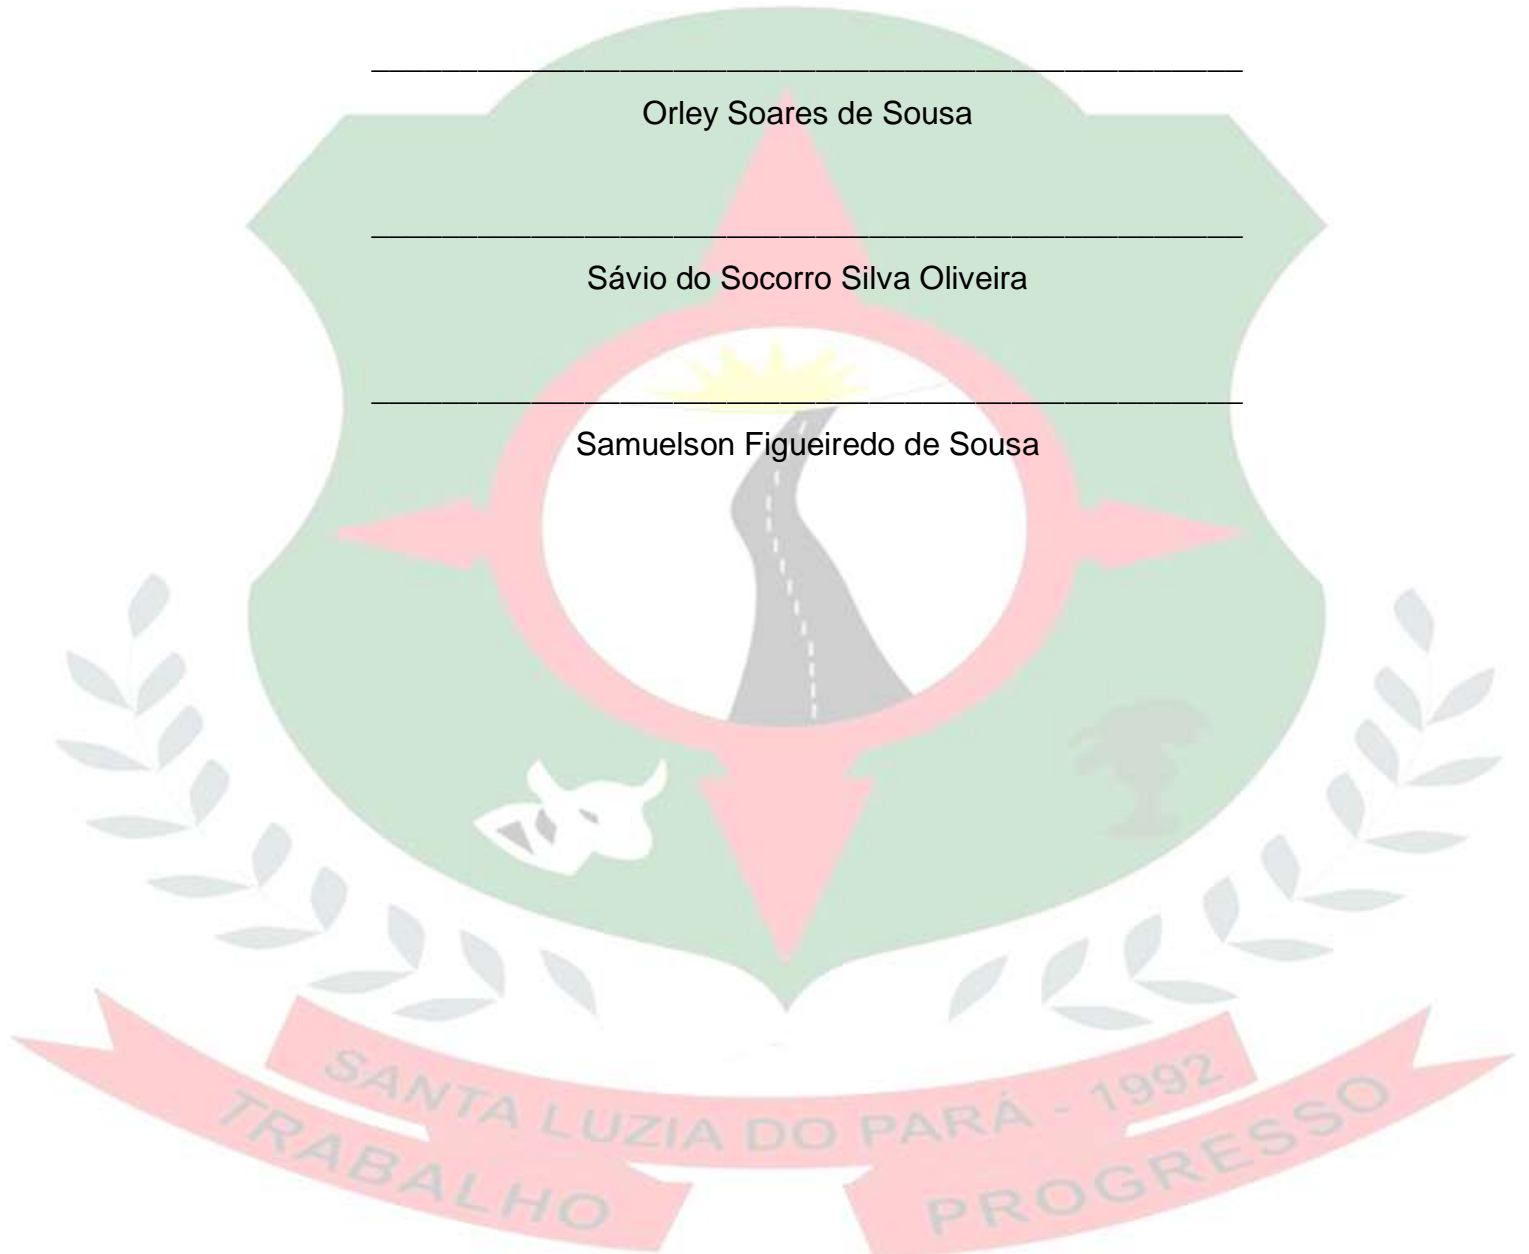 Orley Soares de Sousa
Sávio do Socorro Silva Oliveira
Samuelson Figueiredo de Sousa
SANTA LUZIA DO PARÁ - 1992
TRABALHO
PROGRESSO